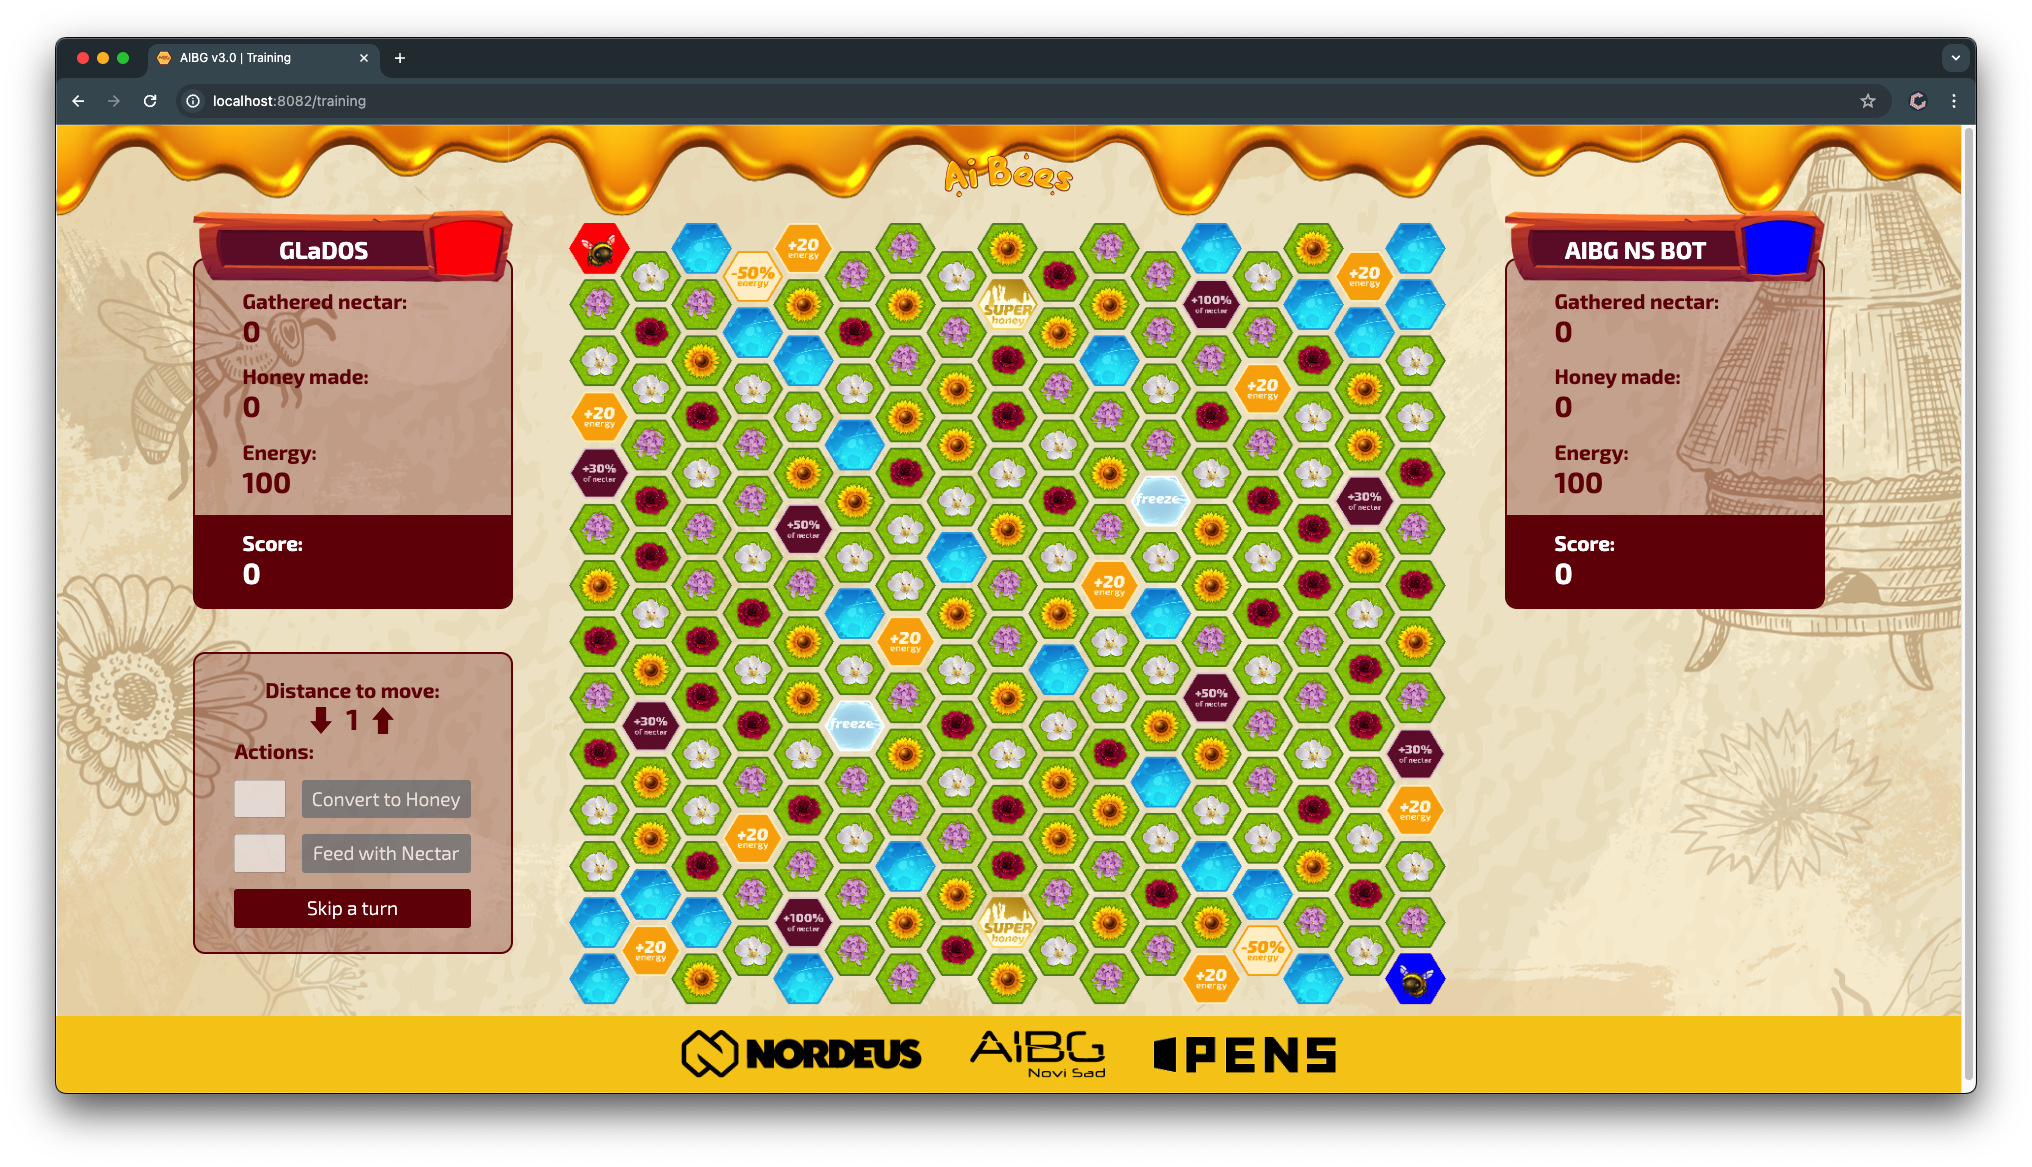 AIBG v3.0 | Training
localhost:8082/training
Ai Bees
GLaDOS
Gathered nectar:
0
Honey made:
0
Energy:
100
Score:
0
Distance to move:
1
Actions:
Convert to Honey
Feed with Nectar
Skip a turn
+20
energy
-50%
energy
+20
energy
SUPER
honey
+100%
of nectar
+20
energy
+20
energy
+30%
of nectar
freeze
+30%
of nectar
+50%
of nectar
+20
energy
+20
energy
+50%
of nectar
+30%
of nectar
freeze
+30%
of nectar
+20
energy
+20
energy
+100%
of nectar
SUPER
honey
+20
energy
-50%
energy
+20
energy
AIBG NS BOT
Gathered nectar:
0
Honey made:
0
Energy:
100
Score:
0
NORDEUS
AIBG
Novi Sad
PENS